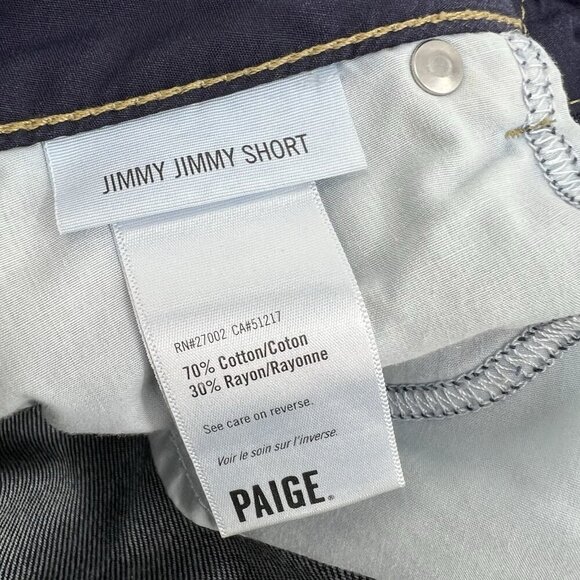 JIMMY JIMMY SHORT
RN#27002 CA#51217
70% Cotton/Coton
30% Rayon/Rayonne
See care on reverse.
Voir le soin sur l'inverse.
PAIGE®